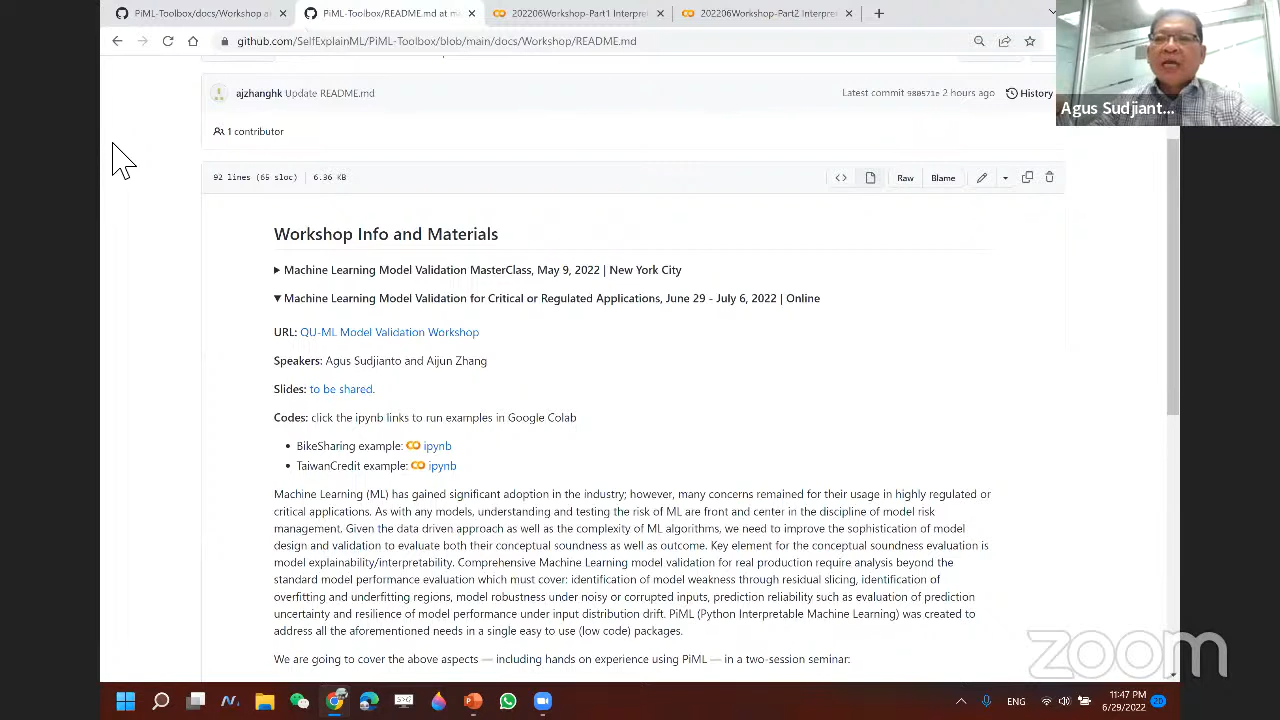 PiML-Toolbox/docs/Workshop a
PiML-Toolbox/README.md at m
202206Workshop-Part1 Interpre
202206Workshop-Part2 Interpre
github.com/SelfExplainML/PiML-Toolbox/blob/main/docs/Workshop/README.md
Agus Sudjiant...
ajzhanghk Update README.md
Latest commit 980571e 2 hours ago
History
1 contributor
92 lines (65 sloc) 6.36 KB
Raw
Blame
Workshop Info and Materials
Machine Learning Model Validation MasterClass, May 9, 2022 | New York City
Machine Learning Model Validation for Critical or Regulated Applications, June 29 - July 6, 2022 | Online
URL: QU-ML Model Validation Workshop
Speakers: Agus Sudjianto and Aijun Zhang
Slides: to be shared.
Codes: click the ipynb links to run examples in Google Colab
• BikeSharing example: ipynb
• TaiwanCredit example: ipynb
Machine Learning (ML) has gained significant adoption in the industry; however, many concerns remained for their usage in highly regulated or
critical applications. As with any models, understanding and testing the risk of ML are front and center in the discipline of model risk
management. Given the data driven approach as well as the complexity of ML algorithms, we need to improve the sophistication of model
design and validation to evaluate both their conceptual soundness as well as outcome. Key element for the conceptual soundness evaluation is
model explainability/interpretability. Comprehensive Machine Learning model validation for real production require analysis beyond the
standard model performance evaluation which must cover: identification of model weakness through residual slicing, identification of
overfitting and underfitting regions, model robustness under noisy or corrupted inputs, prediction reliability such as evaluation of prediction
uncertainty and resilience of model performance under input distribution drift. PiML (Python Interpretable Machine Learning) was created to
address all the aforementioned needs in a single easy to use (low code) packages.
We are going to cover the above aspects — including hands on experience using PiML — in a two-session seminar:
zoom
ENG
11:47 PM
6/29/2022